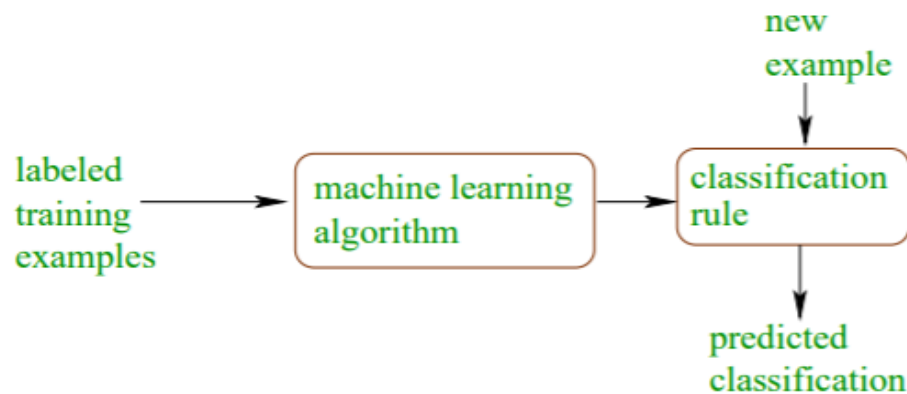 labeled
training
examples
machine learning
algorithm
new
example
classification
rule
predicted
classification